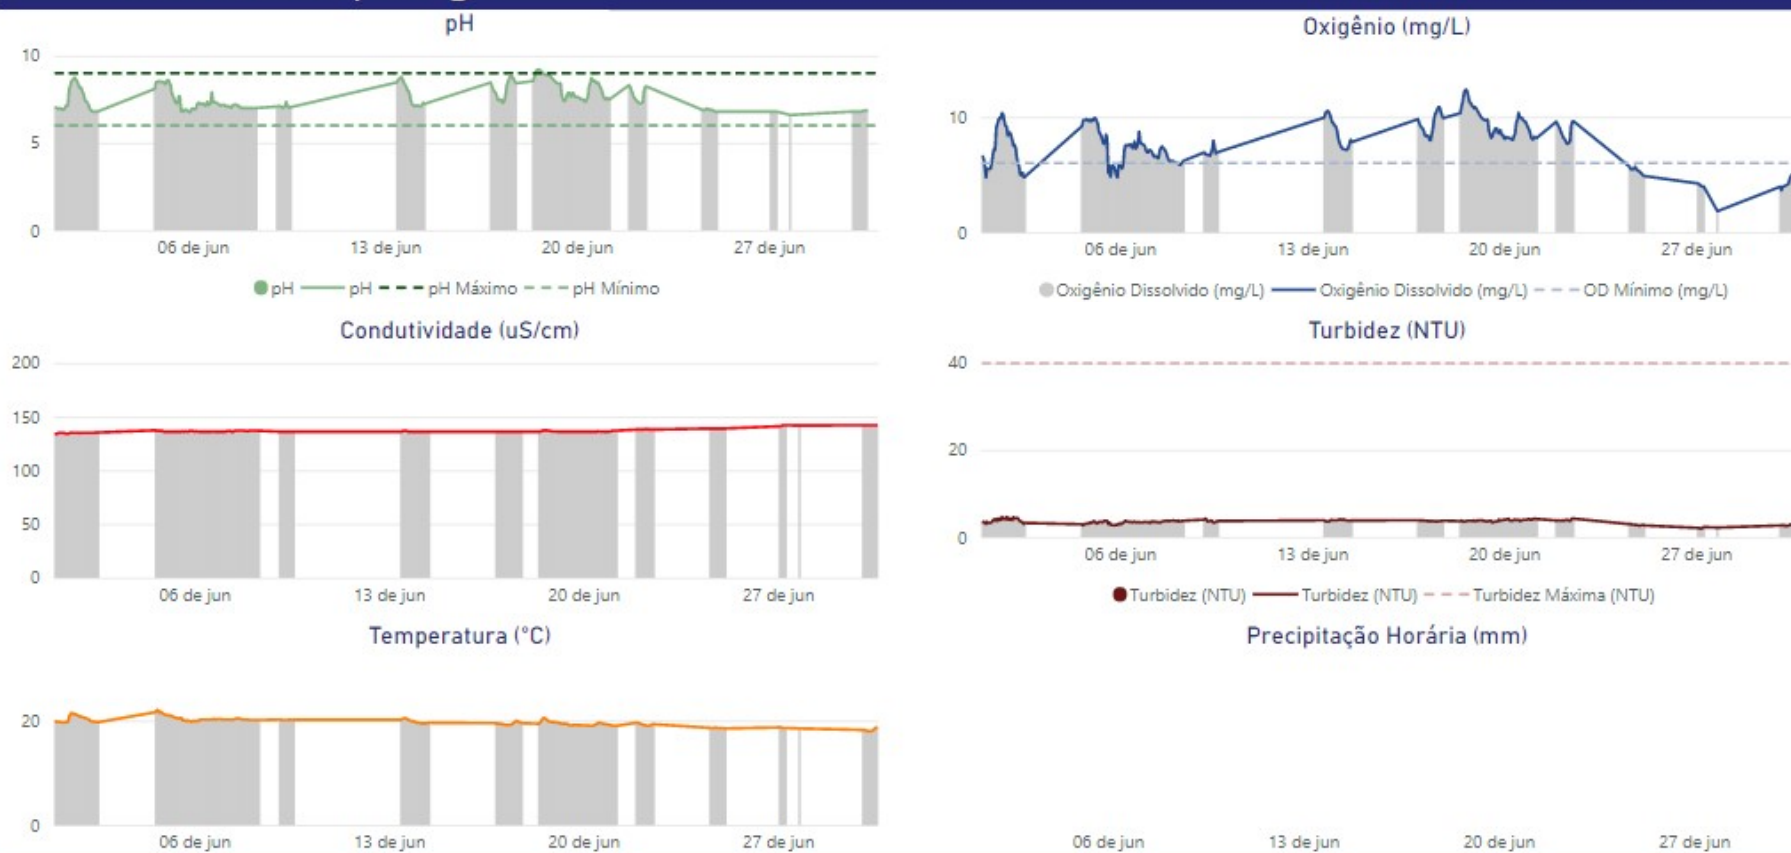 pH
10
5
0
06 de jun 13 de jun 20 de jun 27 de jun
pH pH pH Máximo pH Mínimo
Oxigênio (mg/L)
10
0
06 de jun 13 de jun 20 de jun 27 de jun
Oxigênio Dissolvido (mg/L) Oxigênio Dissolvido (mg/L) OD Mínimo (mg/L)
Condutividade (uS/cm)
200
150
100
50
0
06 de jun 13 de jun 20 de jun 27 de jun
Turbidez (NTU)
40
20
0
06 de jun 13 de jun 20 de jun 27 de jun
Turbidez (NTU) Turbidez (NTU) Turbidez Máxima (NTU)
Temperatura (°C)
20
0
06 de jun 13 de jun 20 de jun 27 de jun
Precipitação Horária (mm)
06 de jun 13 de jun 20 de jun 27 de jun